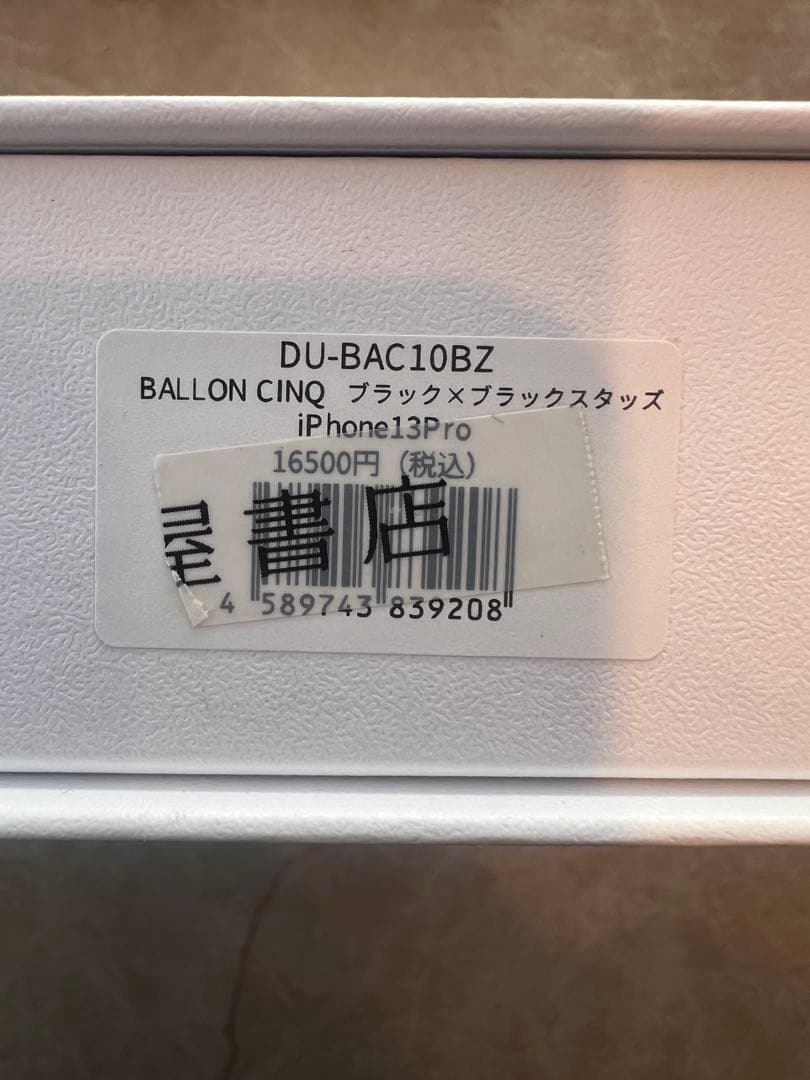 DU-BAC10BZ
BALLON CINQ ブラック×ブラックスタッズ
iPhone13Pro
16500円（税込）
屋書店
4 589743 839208